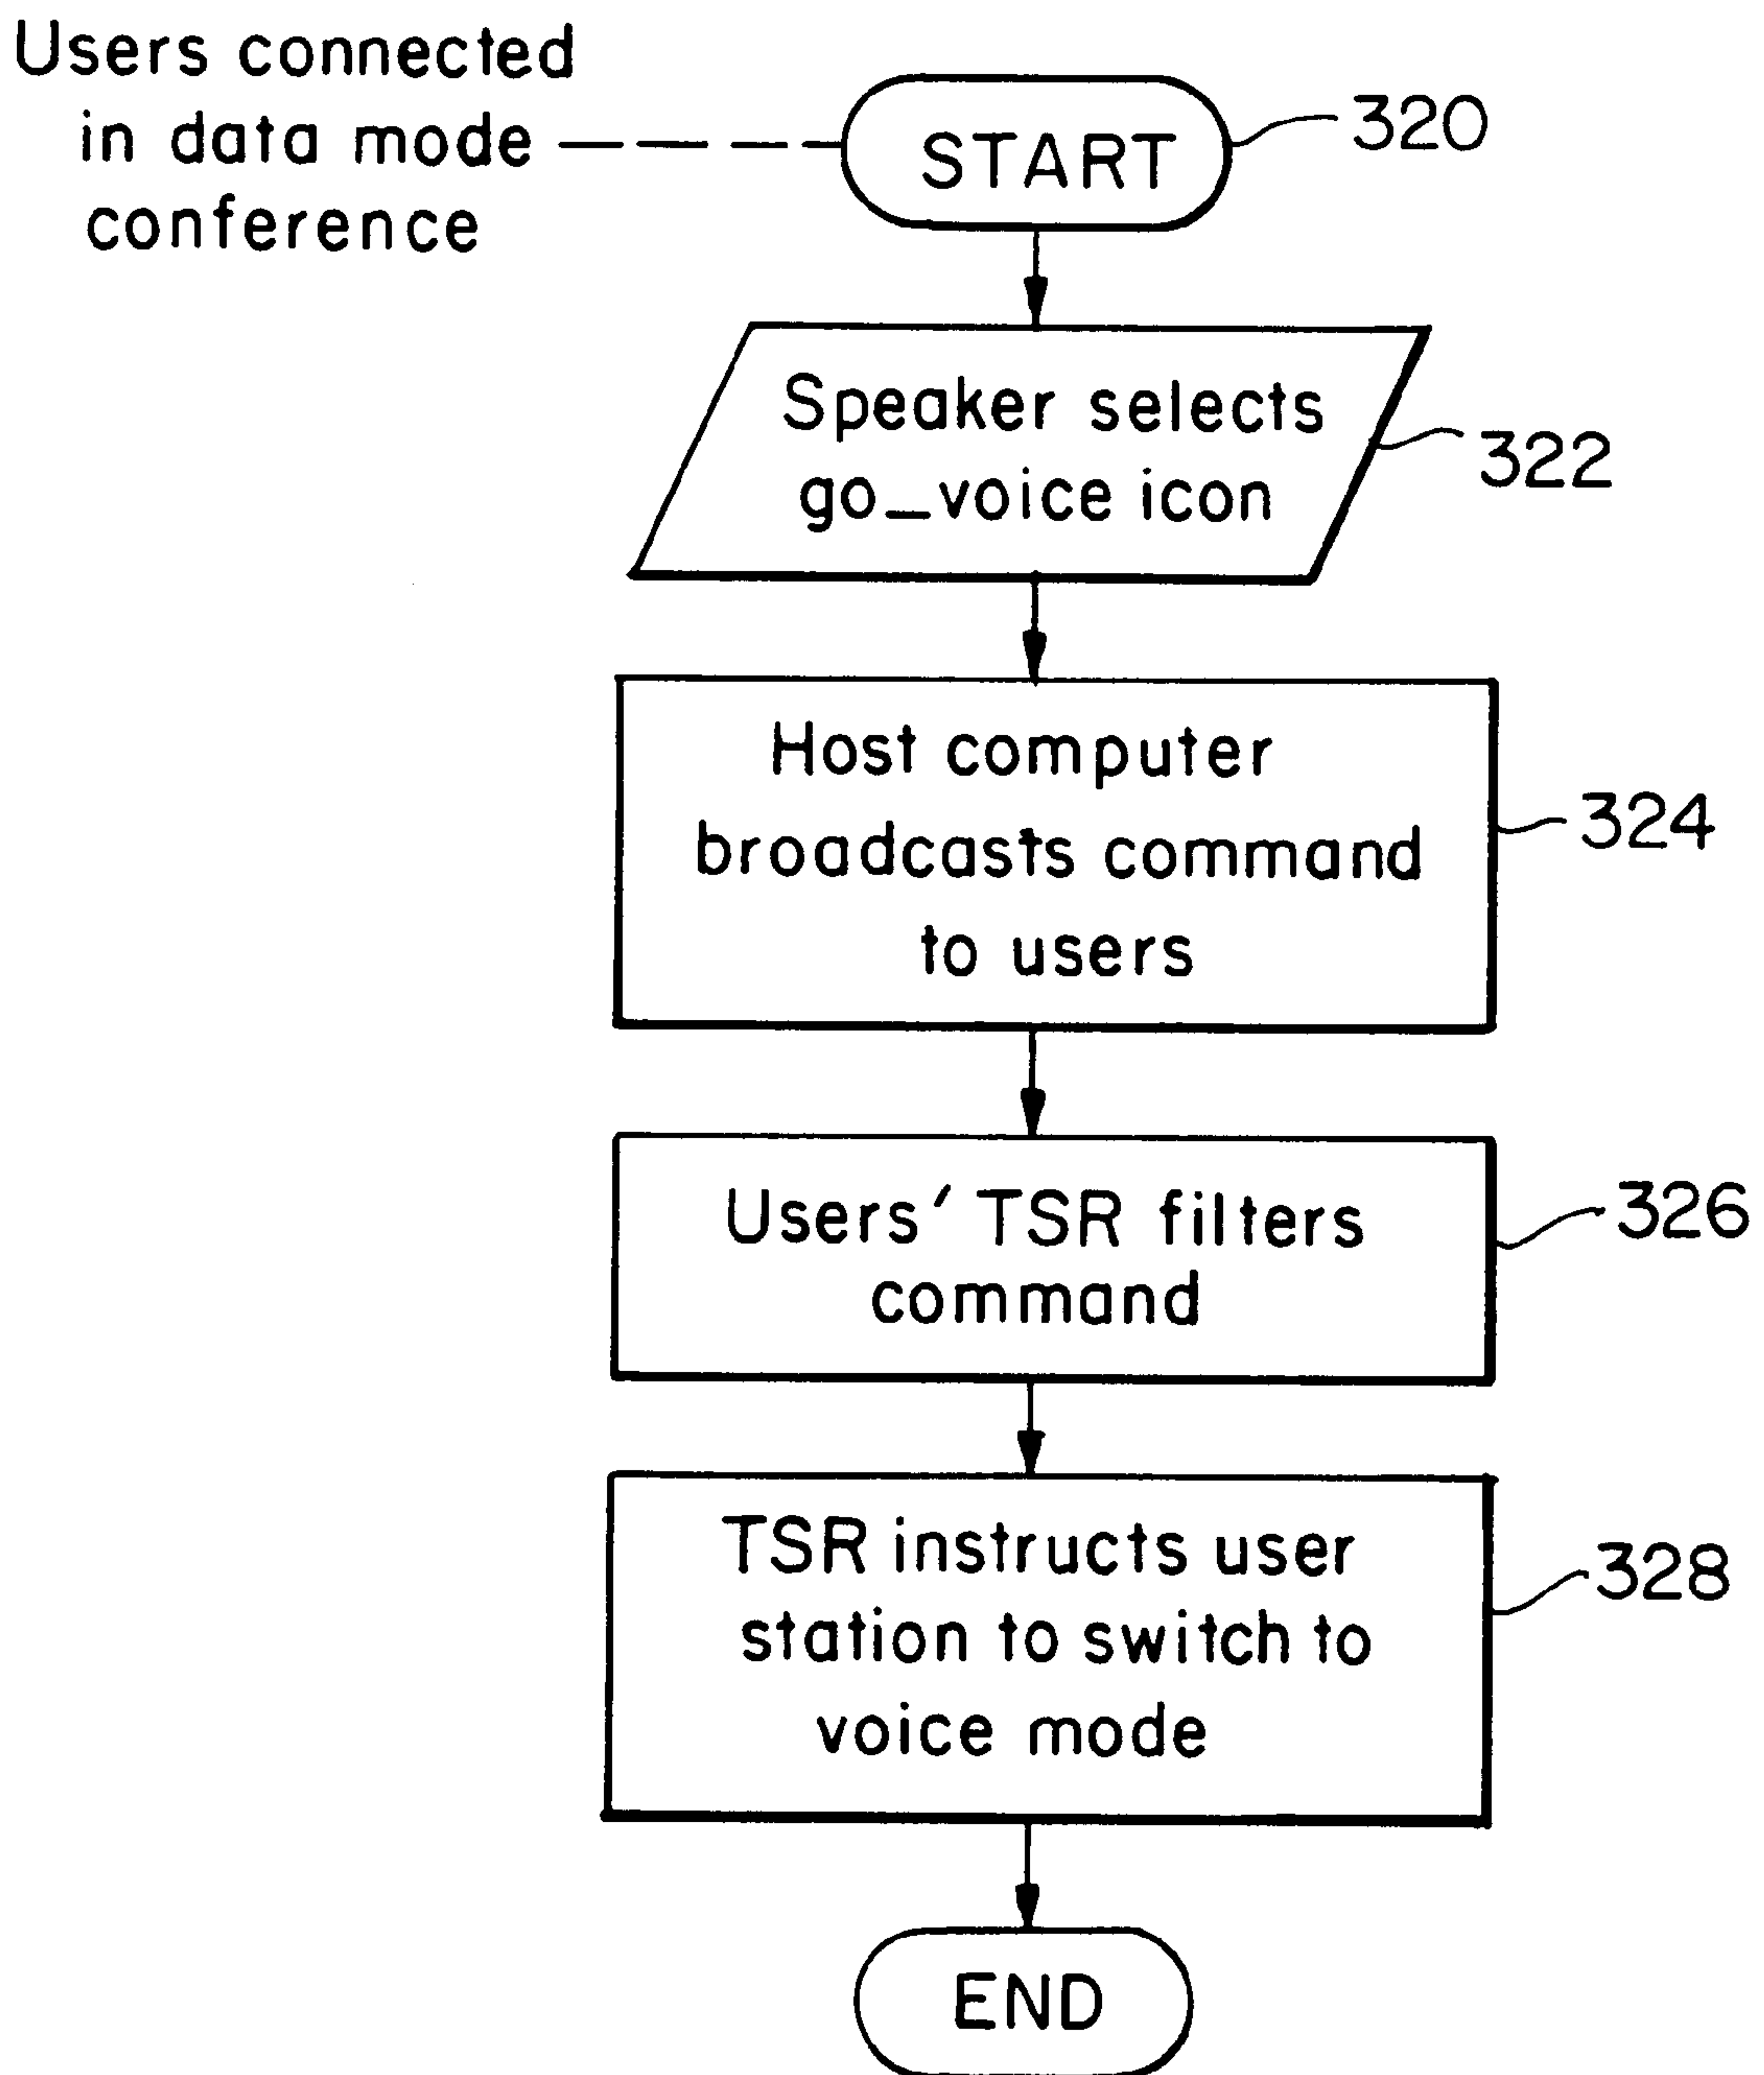 Users connected
in data mode
conference
START
320
Speaker selects
go_voice icon
322
Host computer
broadcasts command
to users
324
Users' TSR filters
command
326
TSR instructs user
station to switch to
voice mode
328
END